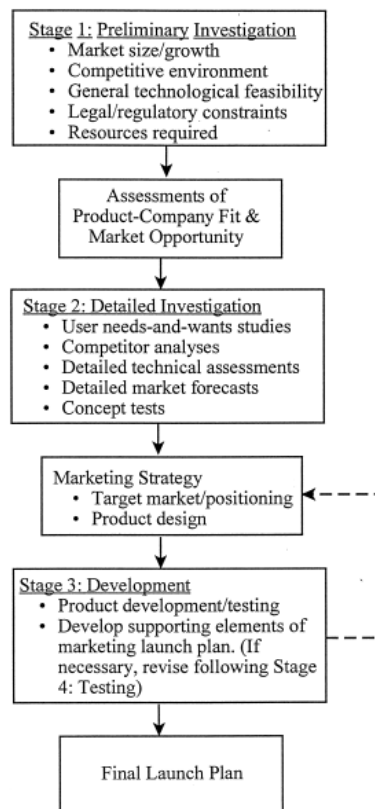 Stage 1: Preliminary Investigation
• Market size/growth
• Competitive environment
• General technological feasibility
• Legal/regulatory constraints
• Resources required
Assessments of
Product-Company Fit &
Market Opportunity
Stage 2: Detailed Investigation
• User needs-and-wants studies
• Competitor analyses
• Detailed technical assessments
• Detailed market forecasts
• Concept tests
Marketing Strategy
• Target market/positioning
• Product design
Stage 3: Development
• Product development/testing
• Develop supporting elements of
marketing launch plan. (If
necessary, revise following Stage
4: Testing)
Final Launch Plan